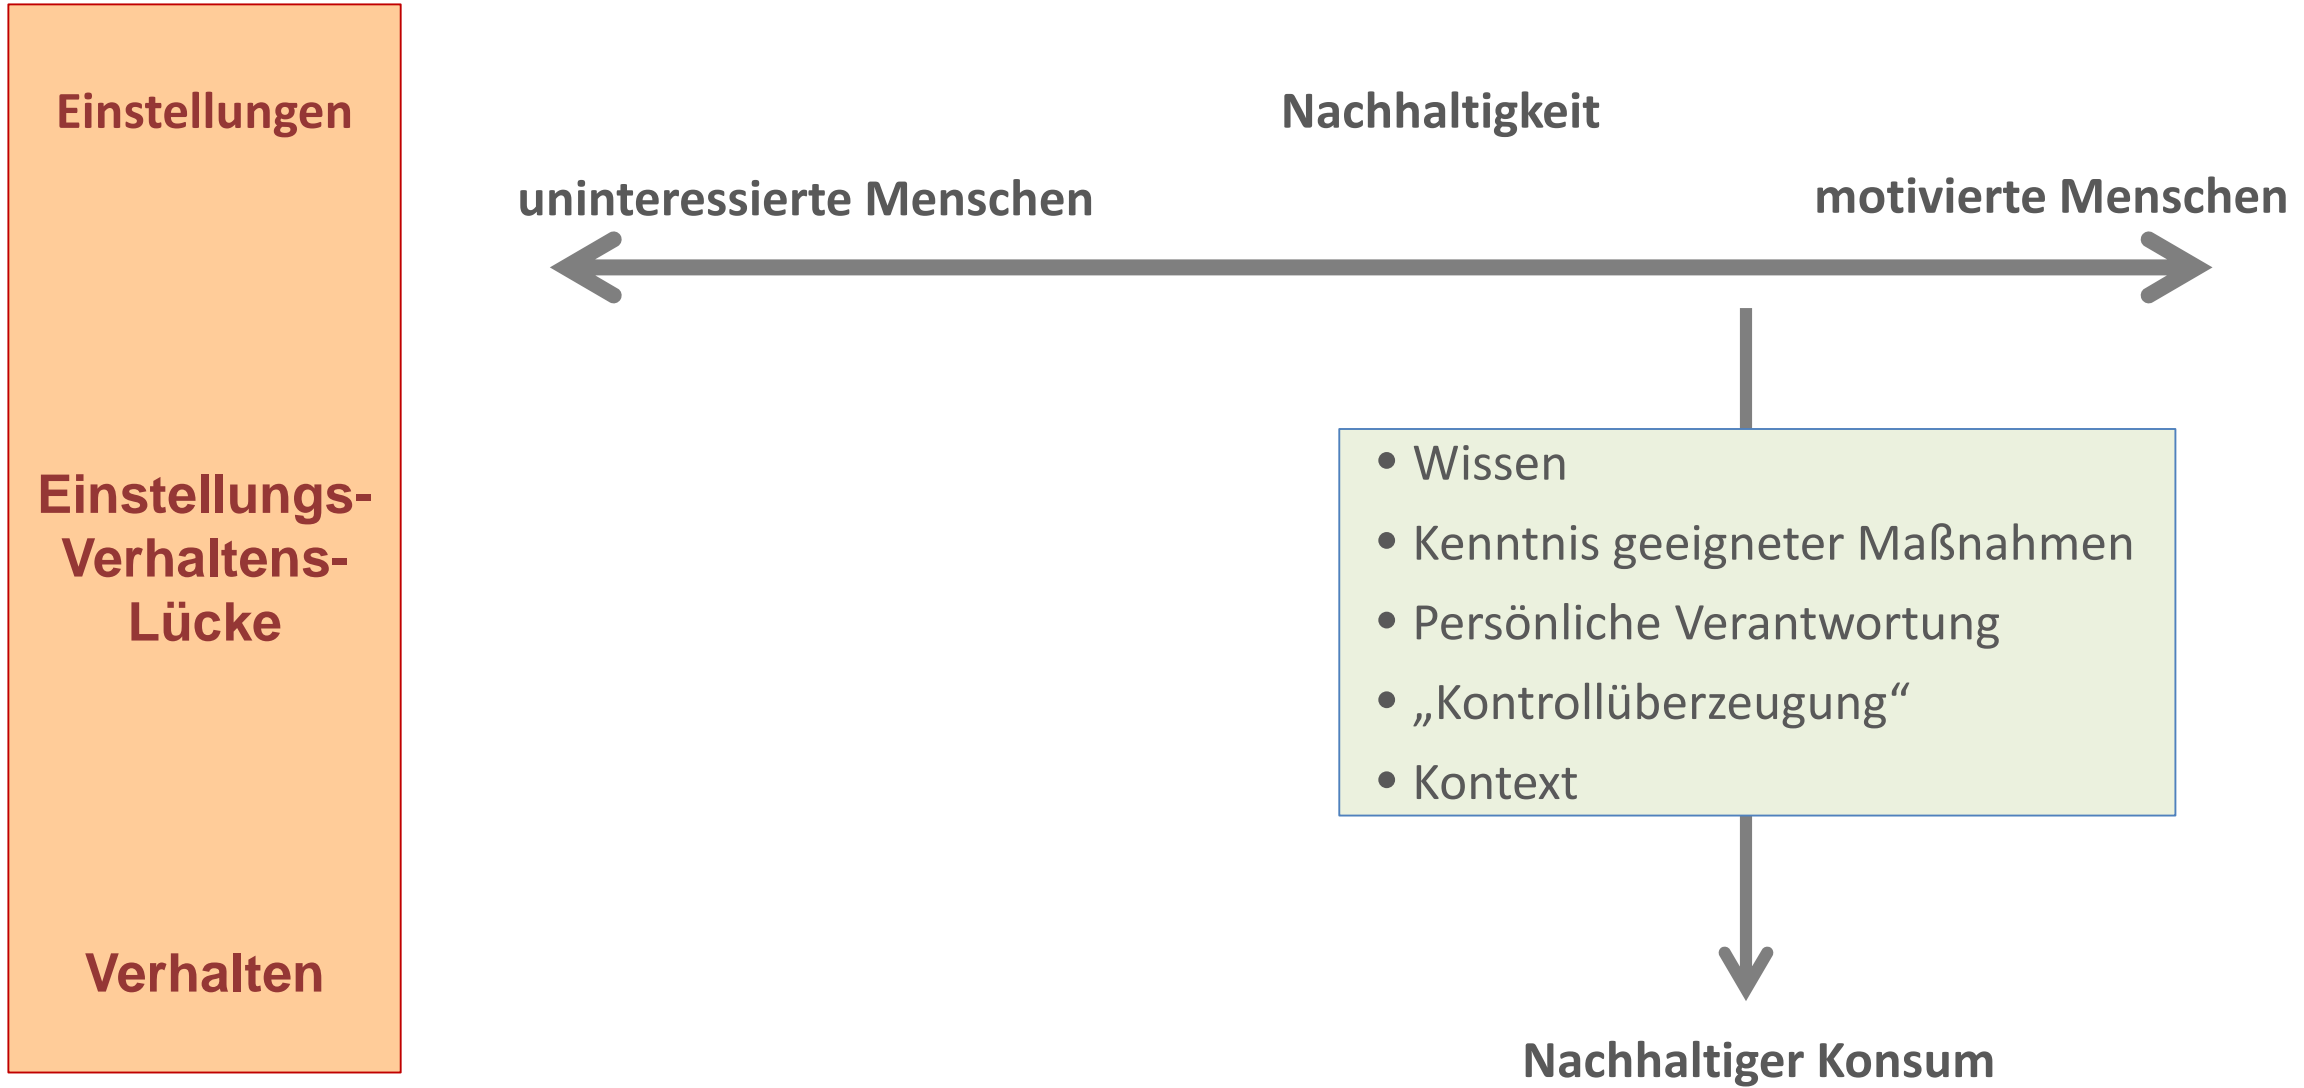 Einstellungen
Nachhaltigkeit
uninteressierte Menschen
motivierte Menschen
Einstellungs-
Verhaltens-
Lücke
• Wissen
• Kenntnis geeigneter Maßnahmen
• Persönliche Verantwortung
• „Kontrollüberzeugung“
• Kontext
Verhalten
Nachhaltiger Konsum